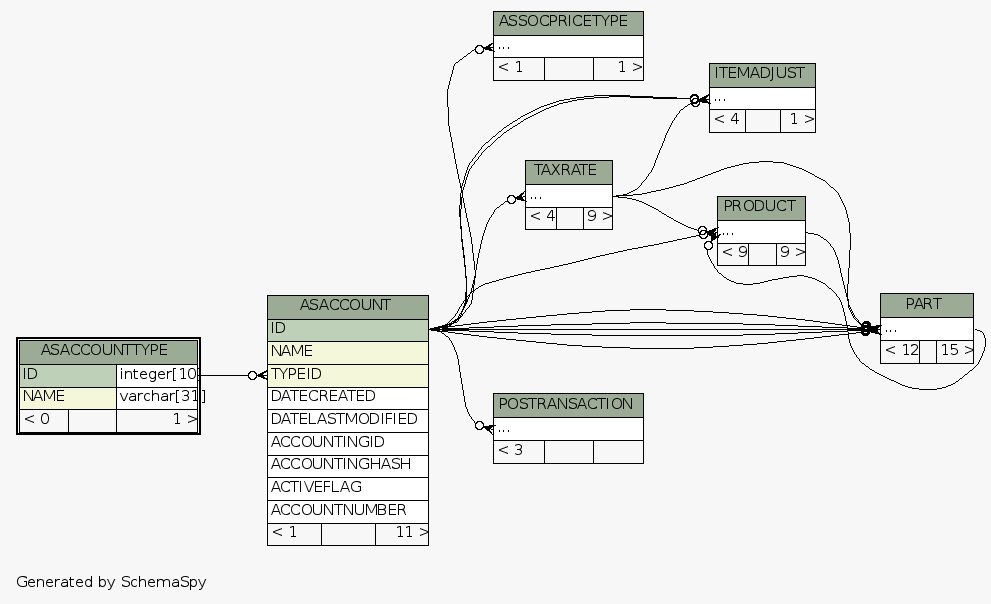 ASSOCPRICETYPE
...
< 1 1 >
ITEMADJUST
...
< 4 1 >
TAXRATE
...
< 4 9 >
PRODUCT
...
< 9 9 >
PART
...
< 12 15 >
ASACCOUNT
ID
NAME
TYPEID
DATECREATED
DATELASTMODIFIED
ACCOUNTINGID
ACCOUNTINGHASH
ACTIVEFLAG
ACCOUNTNUMBER
< 1 11 >
ASACCOUNTTYPE
ID integer[10
NAME varchar[31]
< 0 1 >
POSTRANSACTION
...
< 3
Generated by SchemaSpy